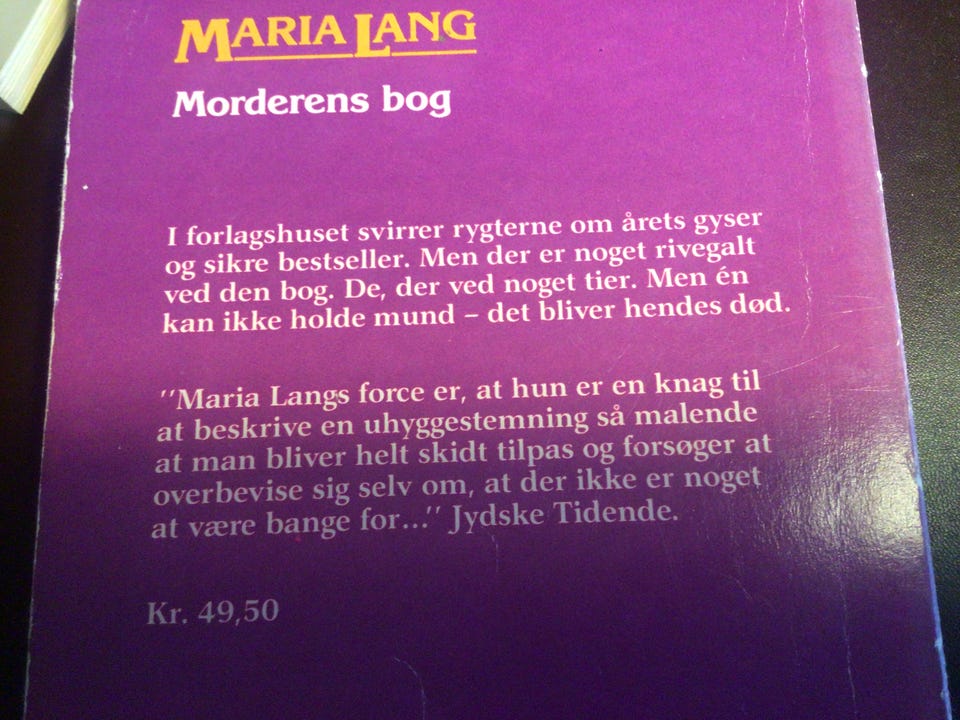 MARIA LANG
Morderens bog
I forlagshuset svirrer rygterne om årets gyser
og sikre bestseller. Men der er noget rivegalt
ved den bog. De, der ved noget tier. Men én
kan ikke holde mund – det bliver hendes død.
"Maria Langs force er, at hun er en knag til
at beskrive en uhyggestemning så malende
at man bliver helt skidt tilpas og forsøger at
overbevise sig selv om, at der ikke er noget
at være bange for..." Jydske Tidende.
Kr. 49,50